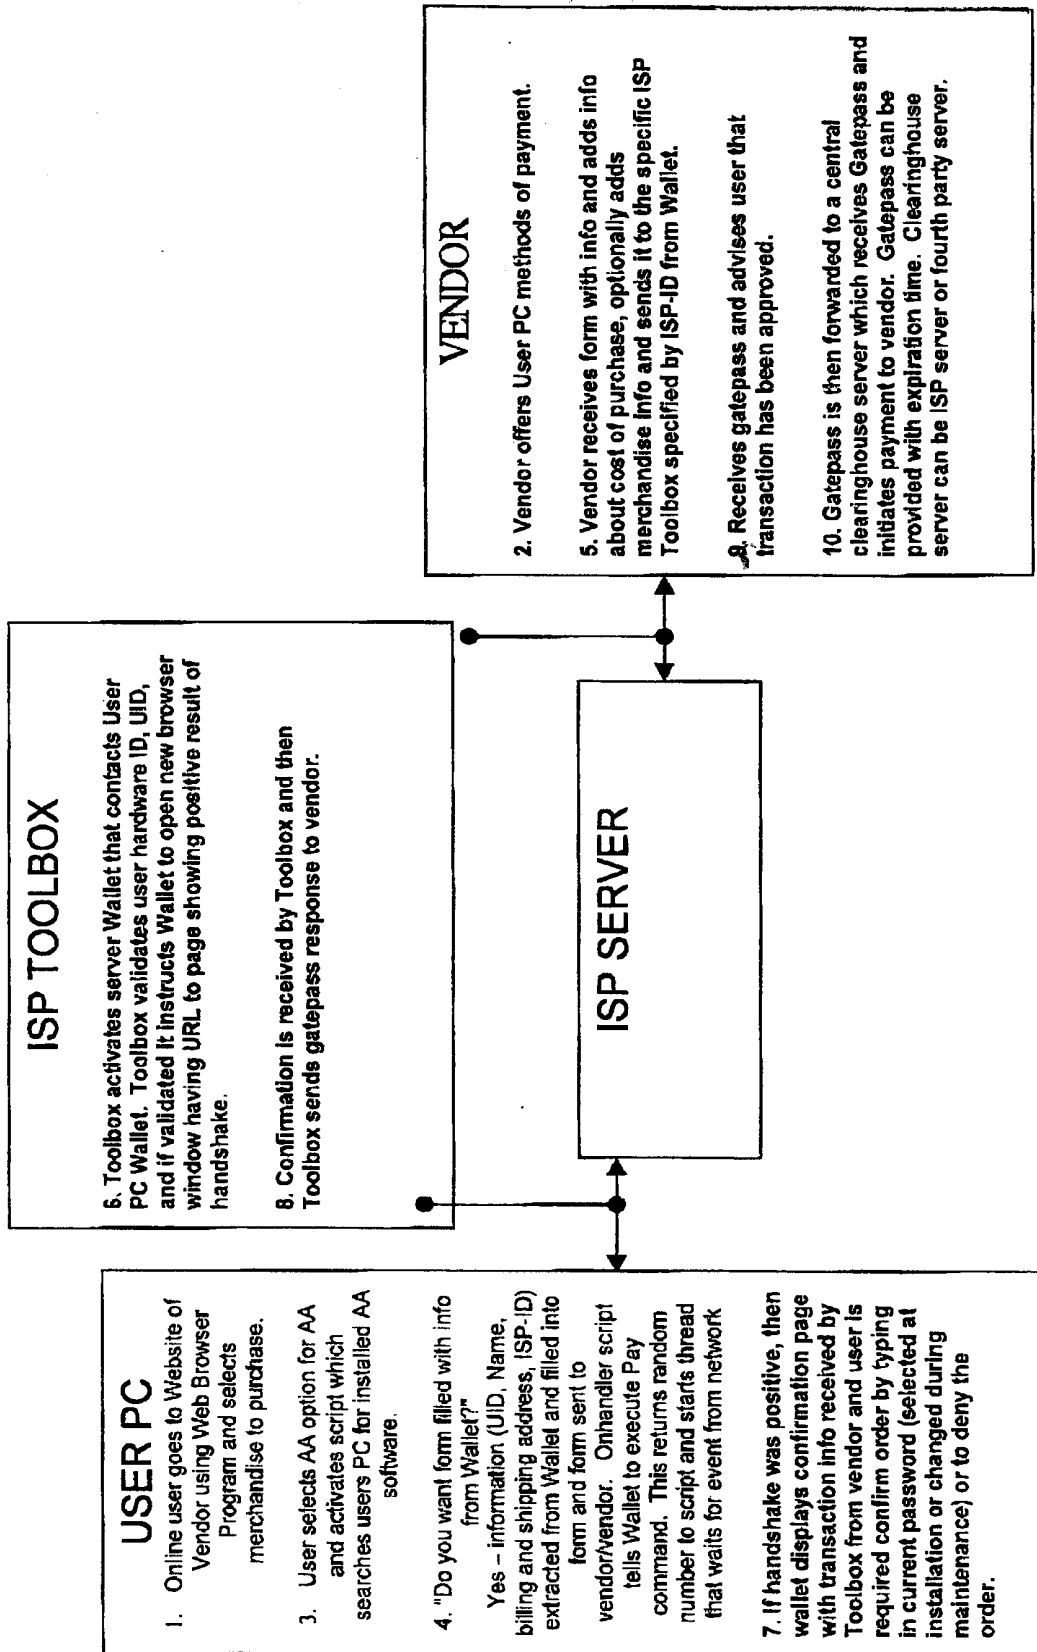 USER PC
1. Online user goes to Website of
Vendor using Web Browser
Program and selects
merchandise to purchase.
3. User selects AA option for AA
and activates script which
searches users PC for installed AA
software.
4. "Do you want form filled with info
from Wallet?"
Yes – information (UID, Name,
billing and shipping address, ISP-ID)
extracted from Wallet and filled into
form and form sent to
vendor/vendor. Onhandler script
tells Wallet to execute Pay
command. This returns random
number to script and starts thread
that waits for event from network
7. If handshake was positive, then
wallet displays confirmation page
with transaction info received by
Toolbox from vendor and user is
required confirm order by typing
in current password (selected at
installation or changed during
maintenance) or to deny the
order.
ISP TOOLBOX
6. Toolbox activates server Wallet that contacts User
PC Wallet. Toolbox validates user hardware ID, UID,
and if validated it instructs Wallet to open new browser
window having URL to page showing positive result of
handshake.
8. Confirmation is received by Toolbox and then
Toolbox sends gatepass response to vendor.
ISP SERVER
VENDOR
2. Vendor offers User PC methods of payment.
5. Vendor receives form with info and adds info
about cost of purchase, optionally adds
merchandise info and sends it to the specific ISP
Toolbox specified by ISP-ID from Wallet.
9. Receives gatepass and advises user that
transaction has been approved.
10. Gatepass is then forwarded to a central
clearinghouse server which receives Gatepass and
initiates payment to vendor. Gatepass can be
provided with expiration time. Clearinghouse
server can be ISP server or fourth party server.